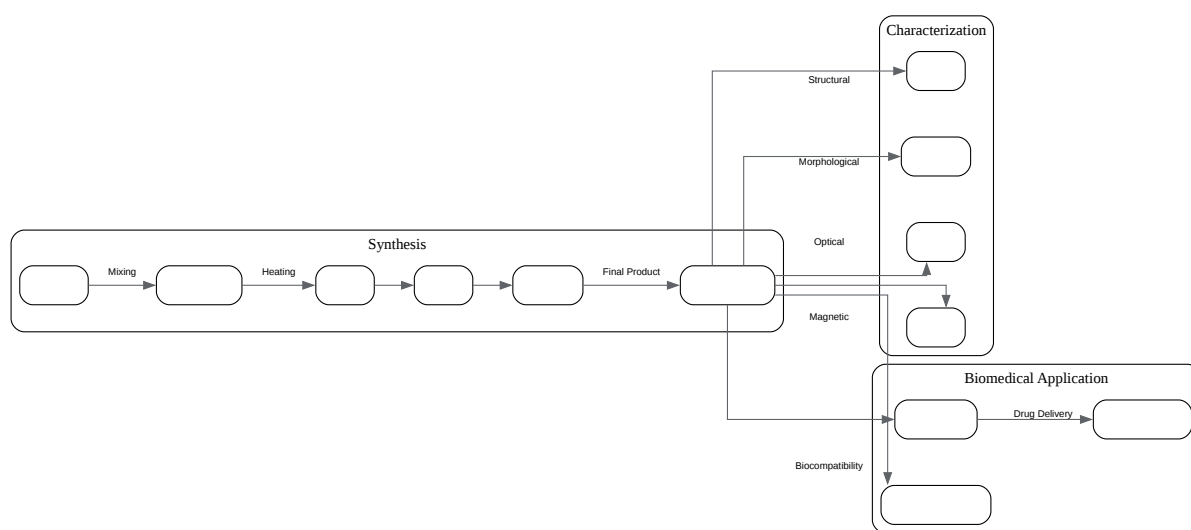 Characterization
Structural
Morphological
Optical
Synthesis
Mixing
Heating
Final Product
Magnetic
Biomedical Application
Drug Delivery
Biocompatibility